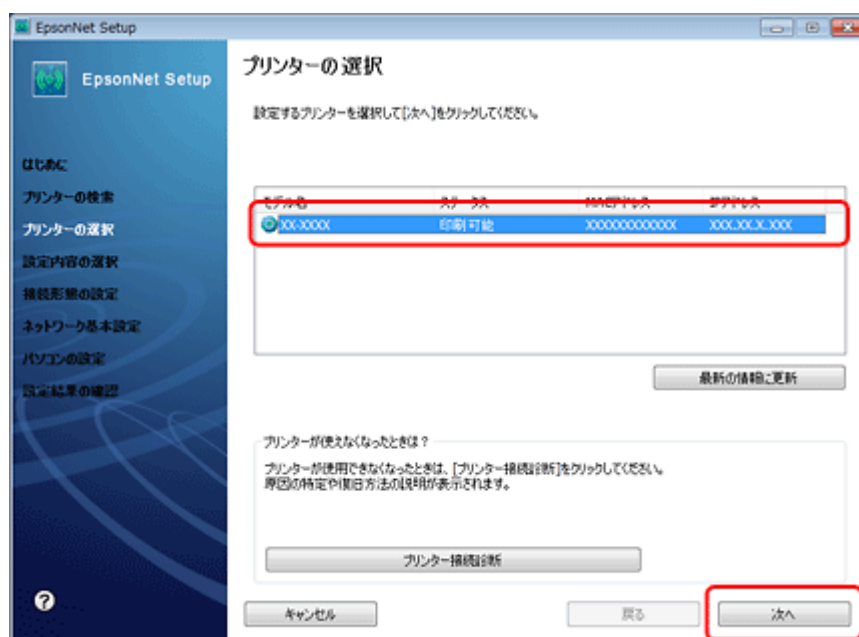 EpsonNet Setup
EpsonNet Setup
はじめに
プリンターの検索
プリンターの選択
設定内容の選択
接続形態の設定
ネットワーク基本設定
パソコンの設定
設定結果の確認
プリンターの選択
設定するプリンターを選択して[次へ]をクリックしてください。
モデル名 ステータス MACアドレス IPアドレス
XX-XXXX 印刷可能 XXXXXXXXXXXX XXX.XX.X.XXX
最新の情報に更新
プリンターが使えなくなったときは?
プリンターが使用できなくなったときは、[プリンター接続診断]をクリックしてください。
原因の特定や復旧方法の説明が表示されます。
プリンター接続診断
?
キャンセル 戻る 次へ